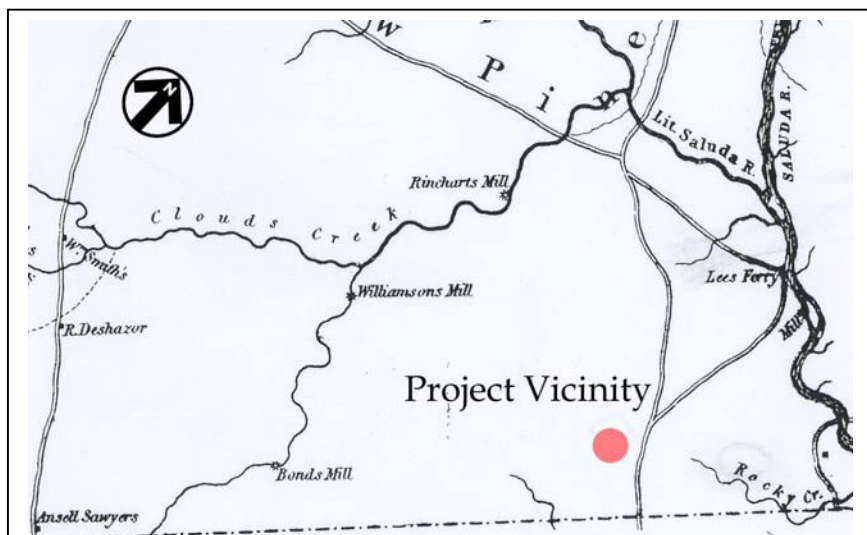 N
w P i n e
Lit. Saluda R.
SALUDA R.
Rincharts Mill
Clouds Creek
W. Smith's
Williamsons Mill
Lees Ferry
Mill
R. Deshazor
Project Vicinity
Bonds Mill
Rocky Cr.
Ansell Sawyers